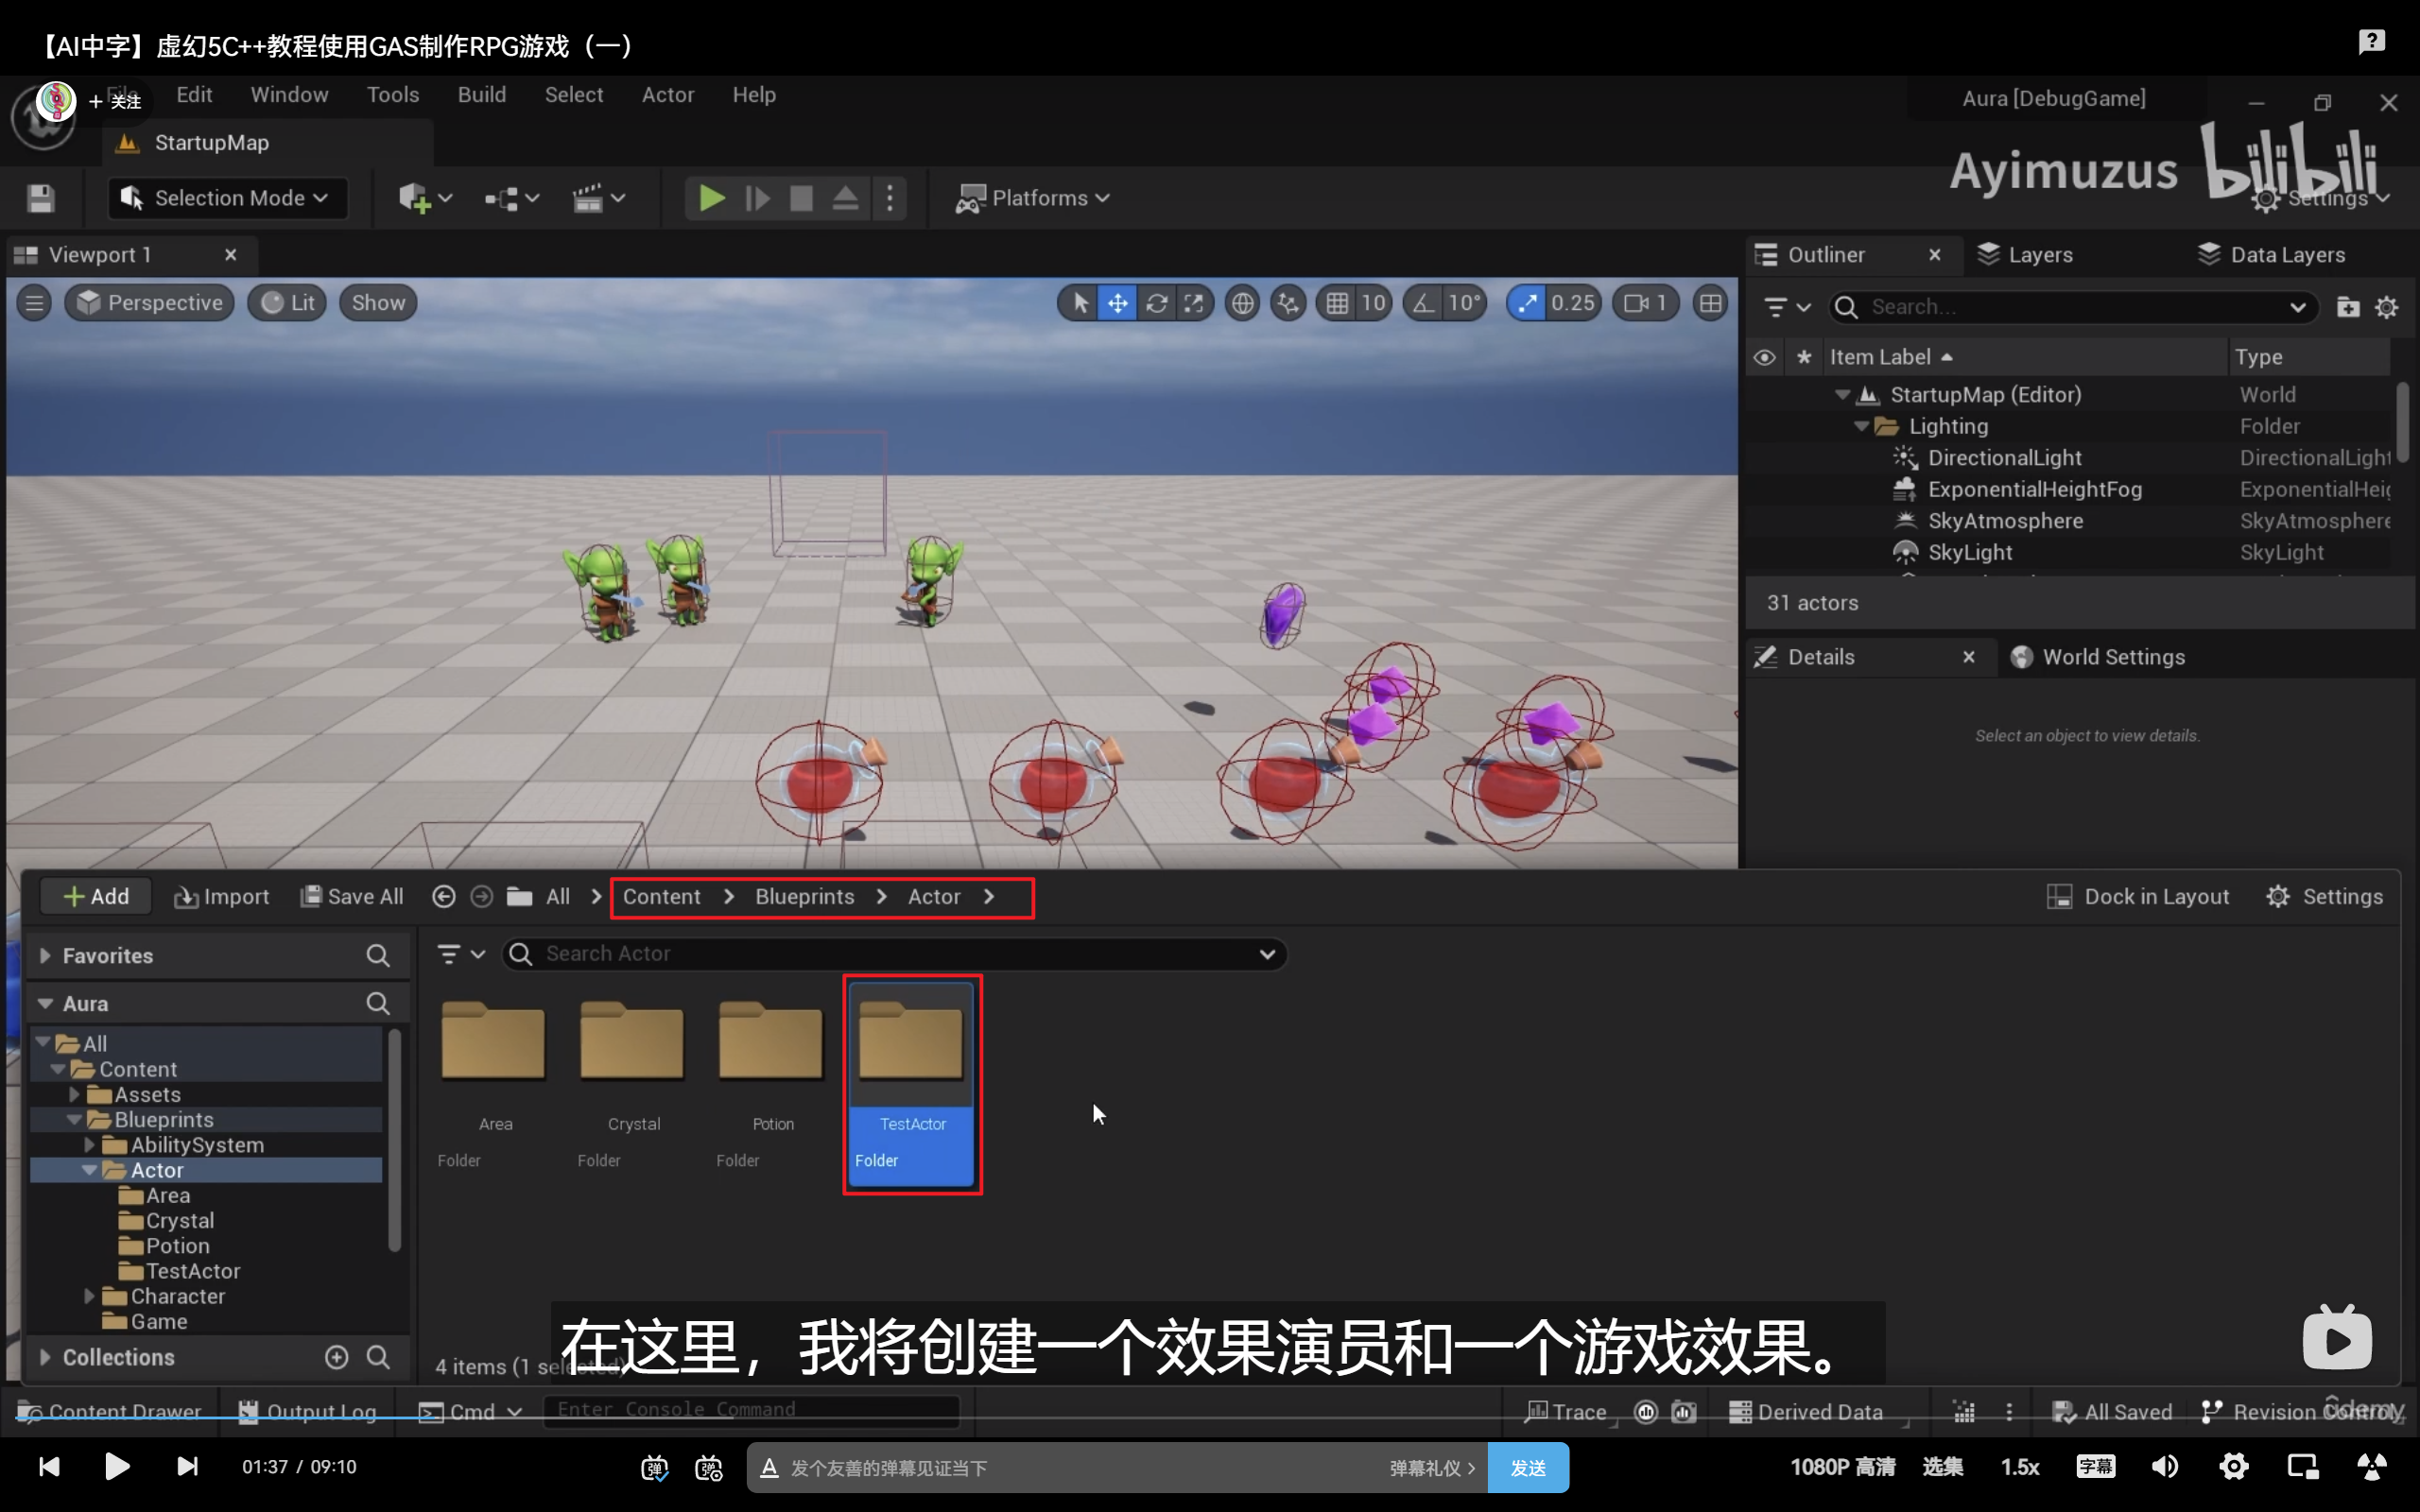 【AI中字】虚幻5C++教程使用GAS制作RPG游戏（一）
+ 关注
File Edit Window Tools Build Select Actor Help
Aura [DebugGame]
StartupMap
Ayimuzus bilibili
Selection Mode
Platforms
Settings
Viewport 1
Outliner
Layers
Data Layers
Perspective
Lit
Show
10
10°
0.25
1
Search...
Item Label
Type
StartupMap (Editor)
World
Lighting
Folder
DirectionalLight
DirectionalLight
ExponentialHeightFog
ExponentialHeig
SkyAtmosphere
SkyAtmosphere
SkyLight
SkyLight
31 actors
Details
World Settings
Select an object to view details.
Add
Import
Save All
All > Content > Blueprints > Actor >
Dock in Layout
Settings
Favorites
Search Actor
Aura
All
Content
Assets
Blueprints
AbilitySystem
Actor
Area
Crystal
Potion
TestActor
Character
Game
Collections
Area
Folder
Crystal
Folder
Potion
Folder
TestActor
Folder
4 items (1 selected)
在这里，我将创建一个效果演员和一个游戏效果。
Content Drawer
Output Log
Cmd
Enter Console Command
Trace
Derived Data
All Saved
Revision Control
ûdemy
01:37 / 09:10
弹
弹
A 发个友善的弹幕见证当下
弹幕礼仪 >
发送
1080P 高清
选集
1.5x
字幕